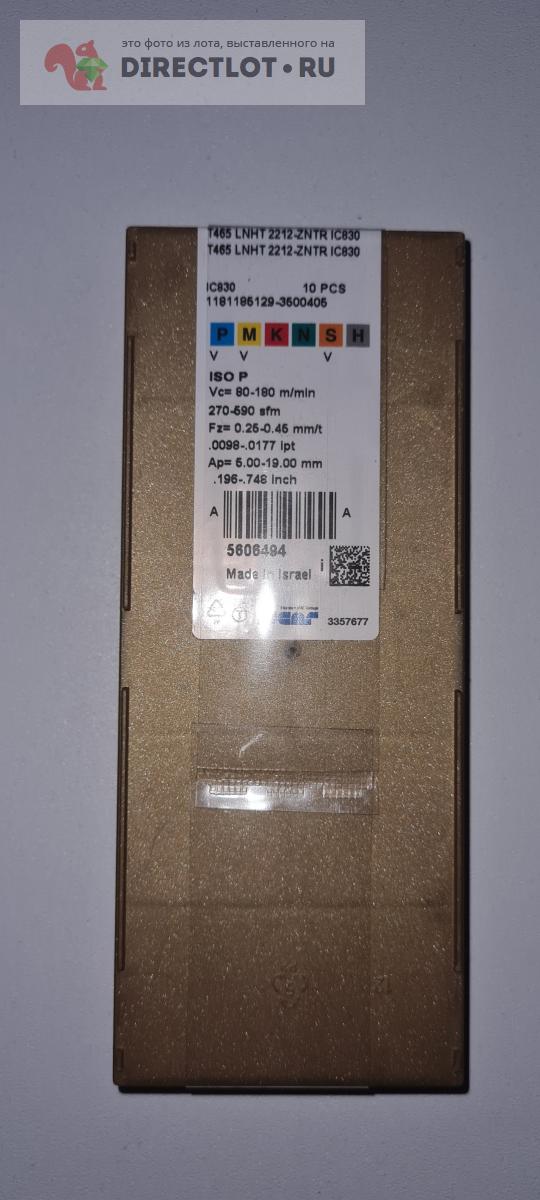 это фото из лота, выставленного на
DIRECTLOT.RU
T465 LNHT 2212-ZNTR IC830
T465 LNHT 2212-ZNTR IC830
IC830 10 PCS
1181195129-3500405
P M K N S H
V V V
ISO P
Vc= 80-180 m/min
270-590 sfm
Fz= 0.25-0.45 mm/t
.0098-.0177 ipt
Ap= 5.00-19.00 mm
.196-.748 inch
A A
5606494
Made in Israel
3357677